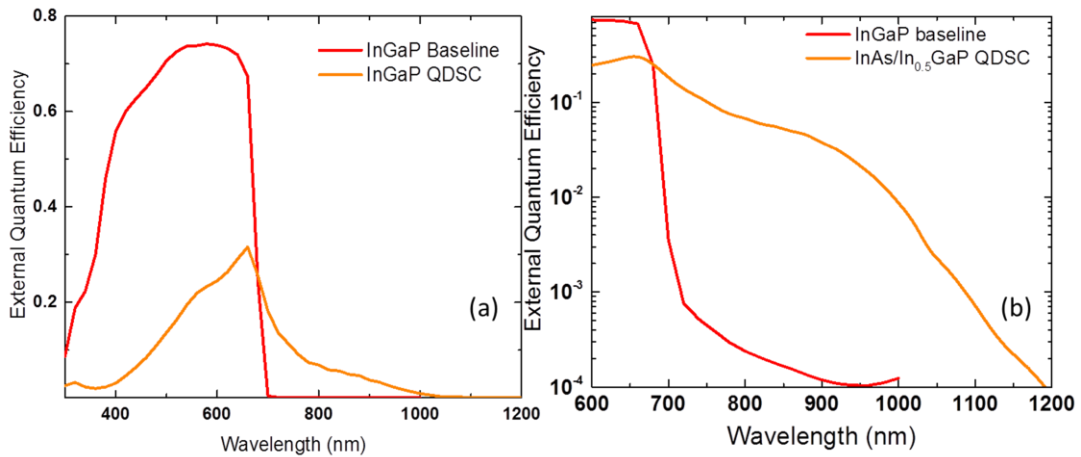 0.8
0.6
0.4
0.2
External Quantum Efficiency
InGaP Baseline
InGaP QDSC
(a)
400 600 800 1000 1200
Wavelength (nm)
(b)
InGaP baseline
InAs/In0.5GaP QDSC
10-1
10-2
10-3
10-4
External Quantum Efficiency
(b)
600 700 800 900 1000 1100 1200
Wavelength (nm)